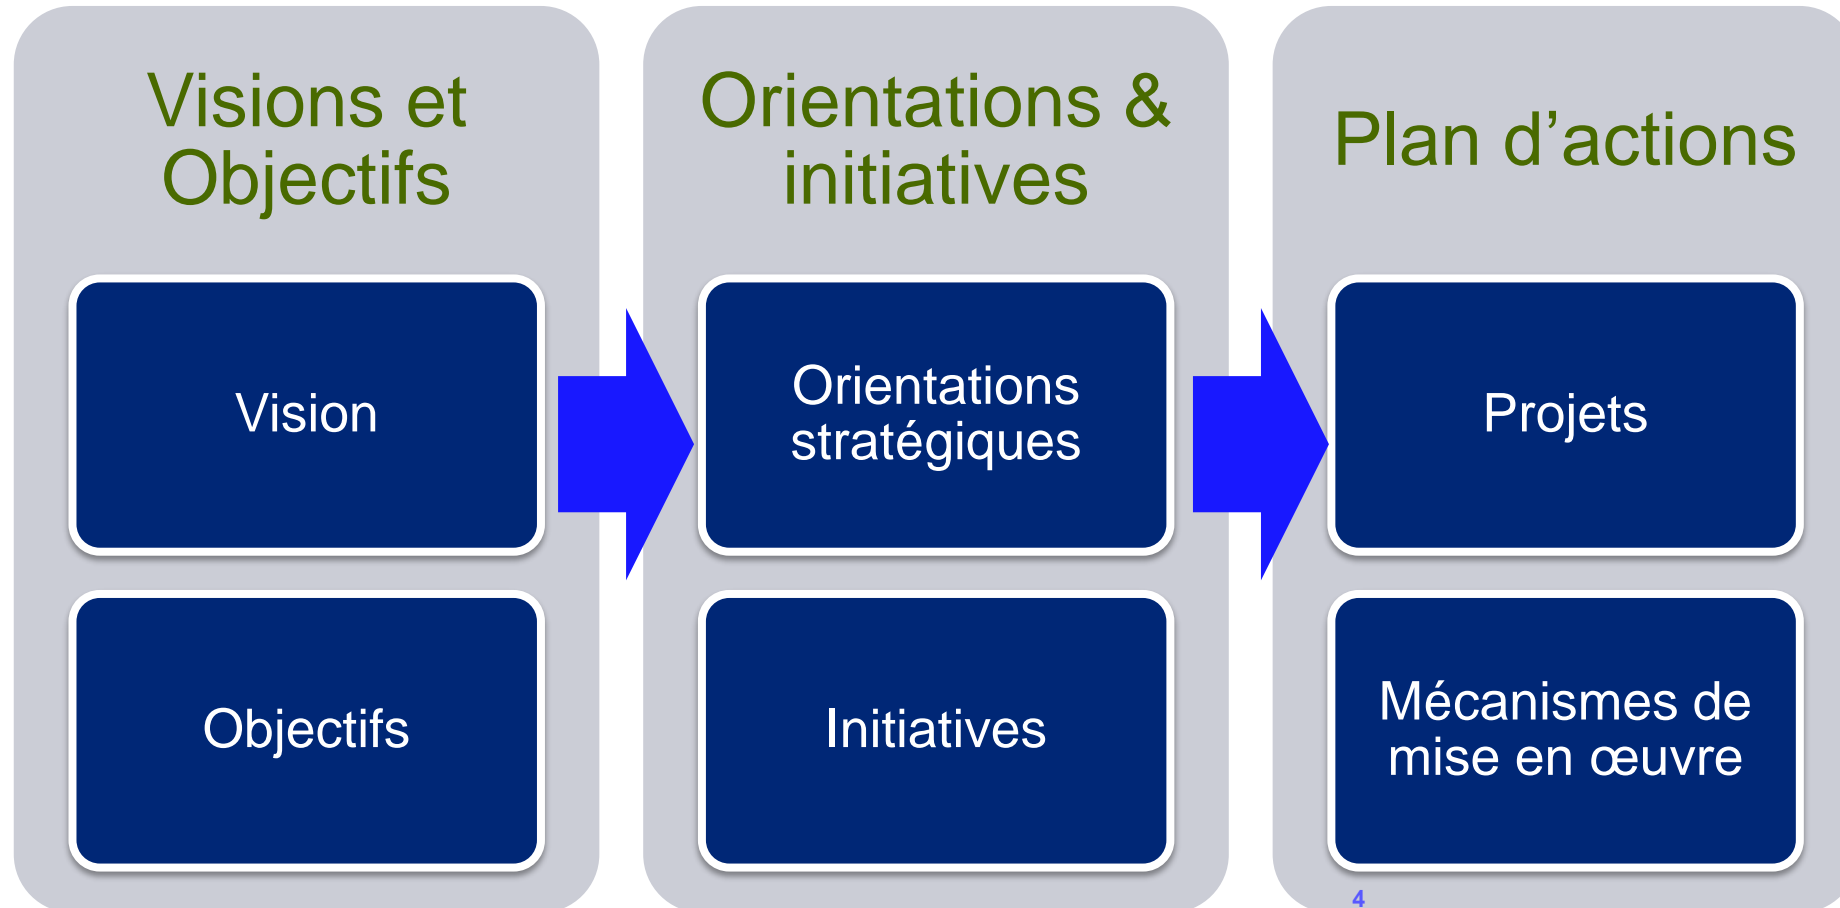 Visions et
Objectifs
Vision
Objectifs
Orientations &
initiatives
Orientations
stratégiques
Initiatives
Plan d’actions
Projets
Mécanismes de
mise en œuvre
4